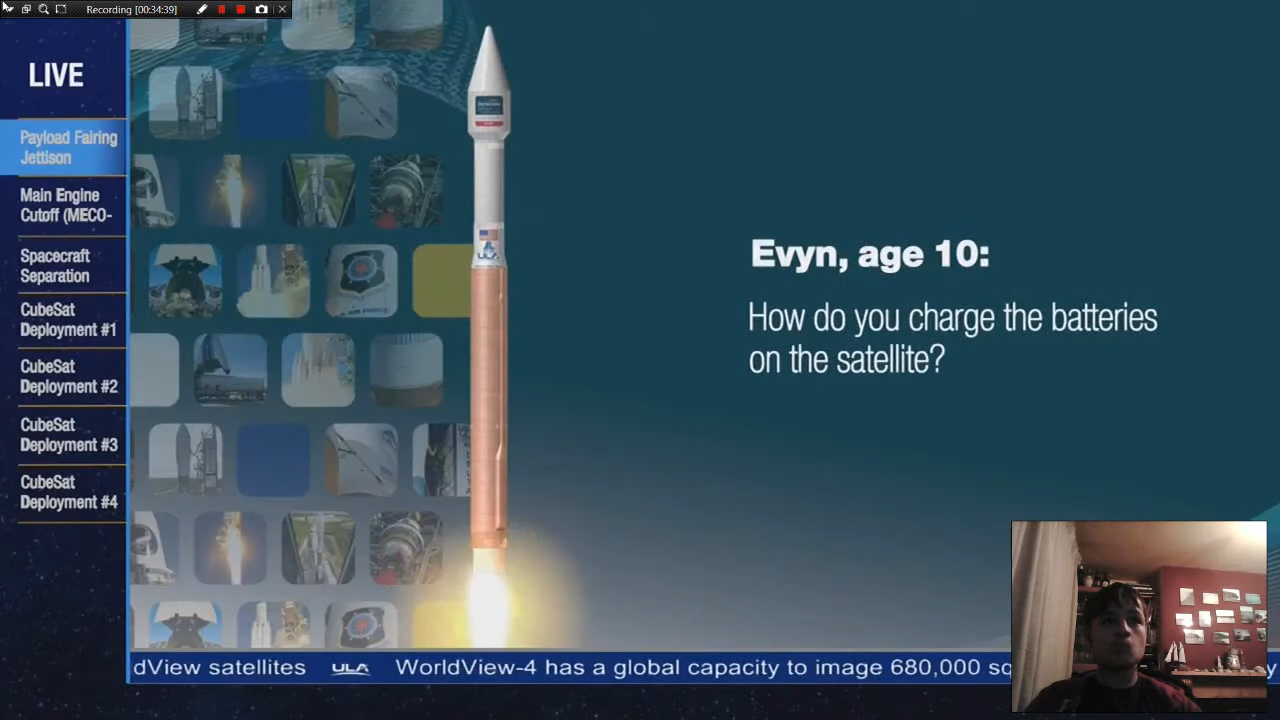 Recording [00:34:39]
LIVE
Payload Fairing
Jettison
Main Engine
Cutoff (MECO-
Spacecraft
Separation
CubeSat
Deployment #1
CubeSat
Deployment #2
CubeSat
Deployment #3
CubeSat
Deployment #4
Evyn, age 10:
How do you charge the batteries
on the satellite?
ULA
dView satellites ULA WorldView-4 has a global capacity to image 680,000 sq